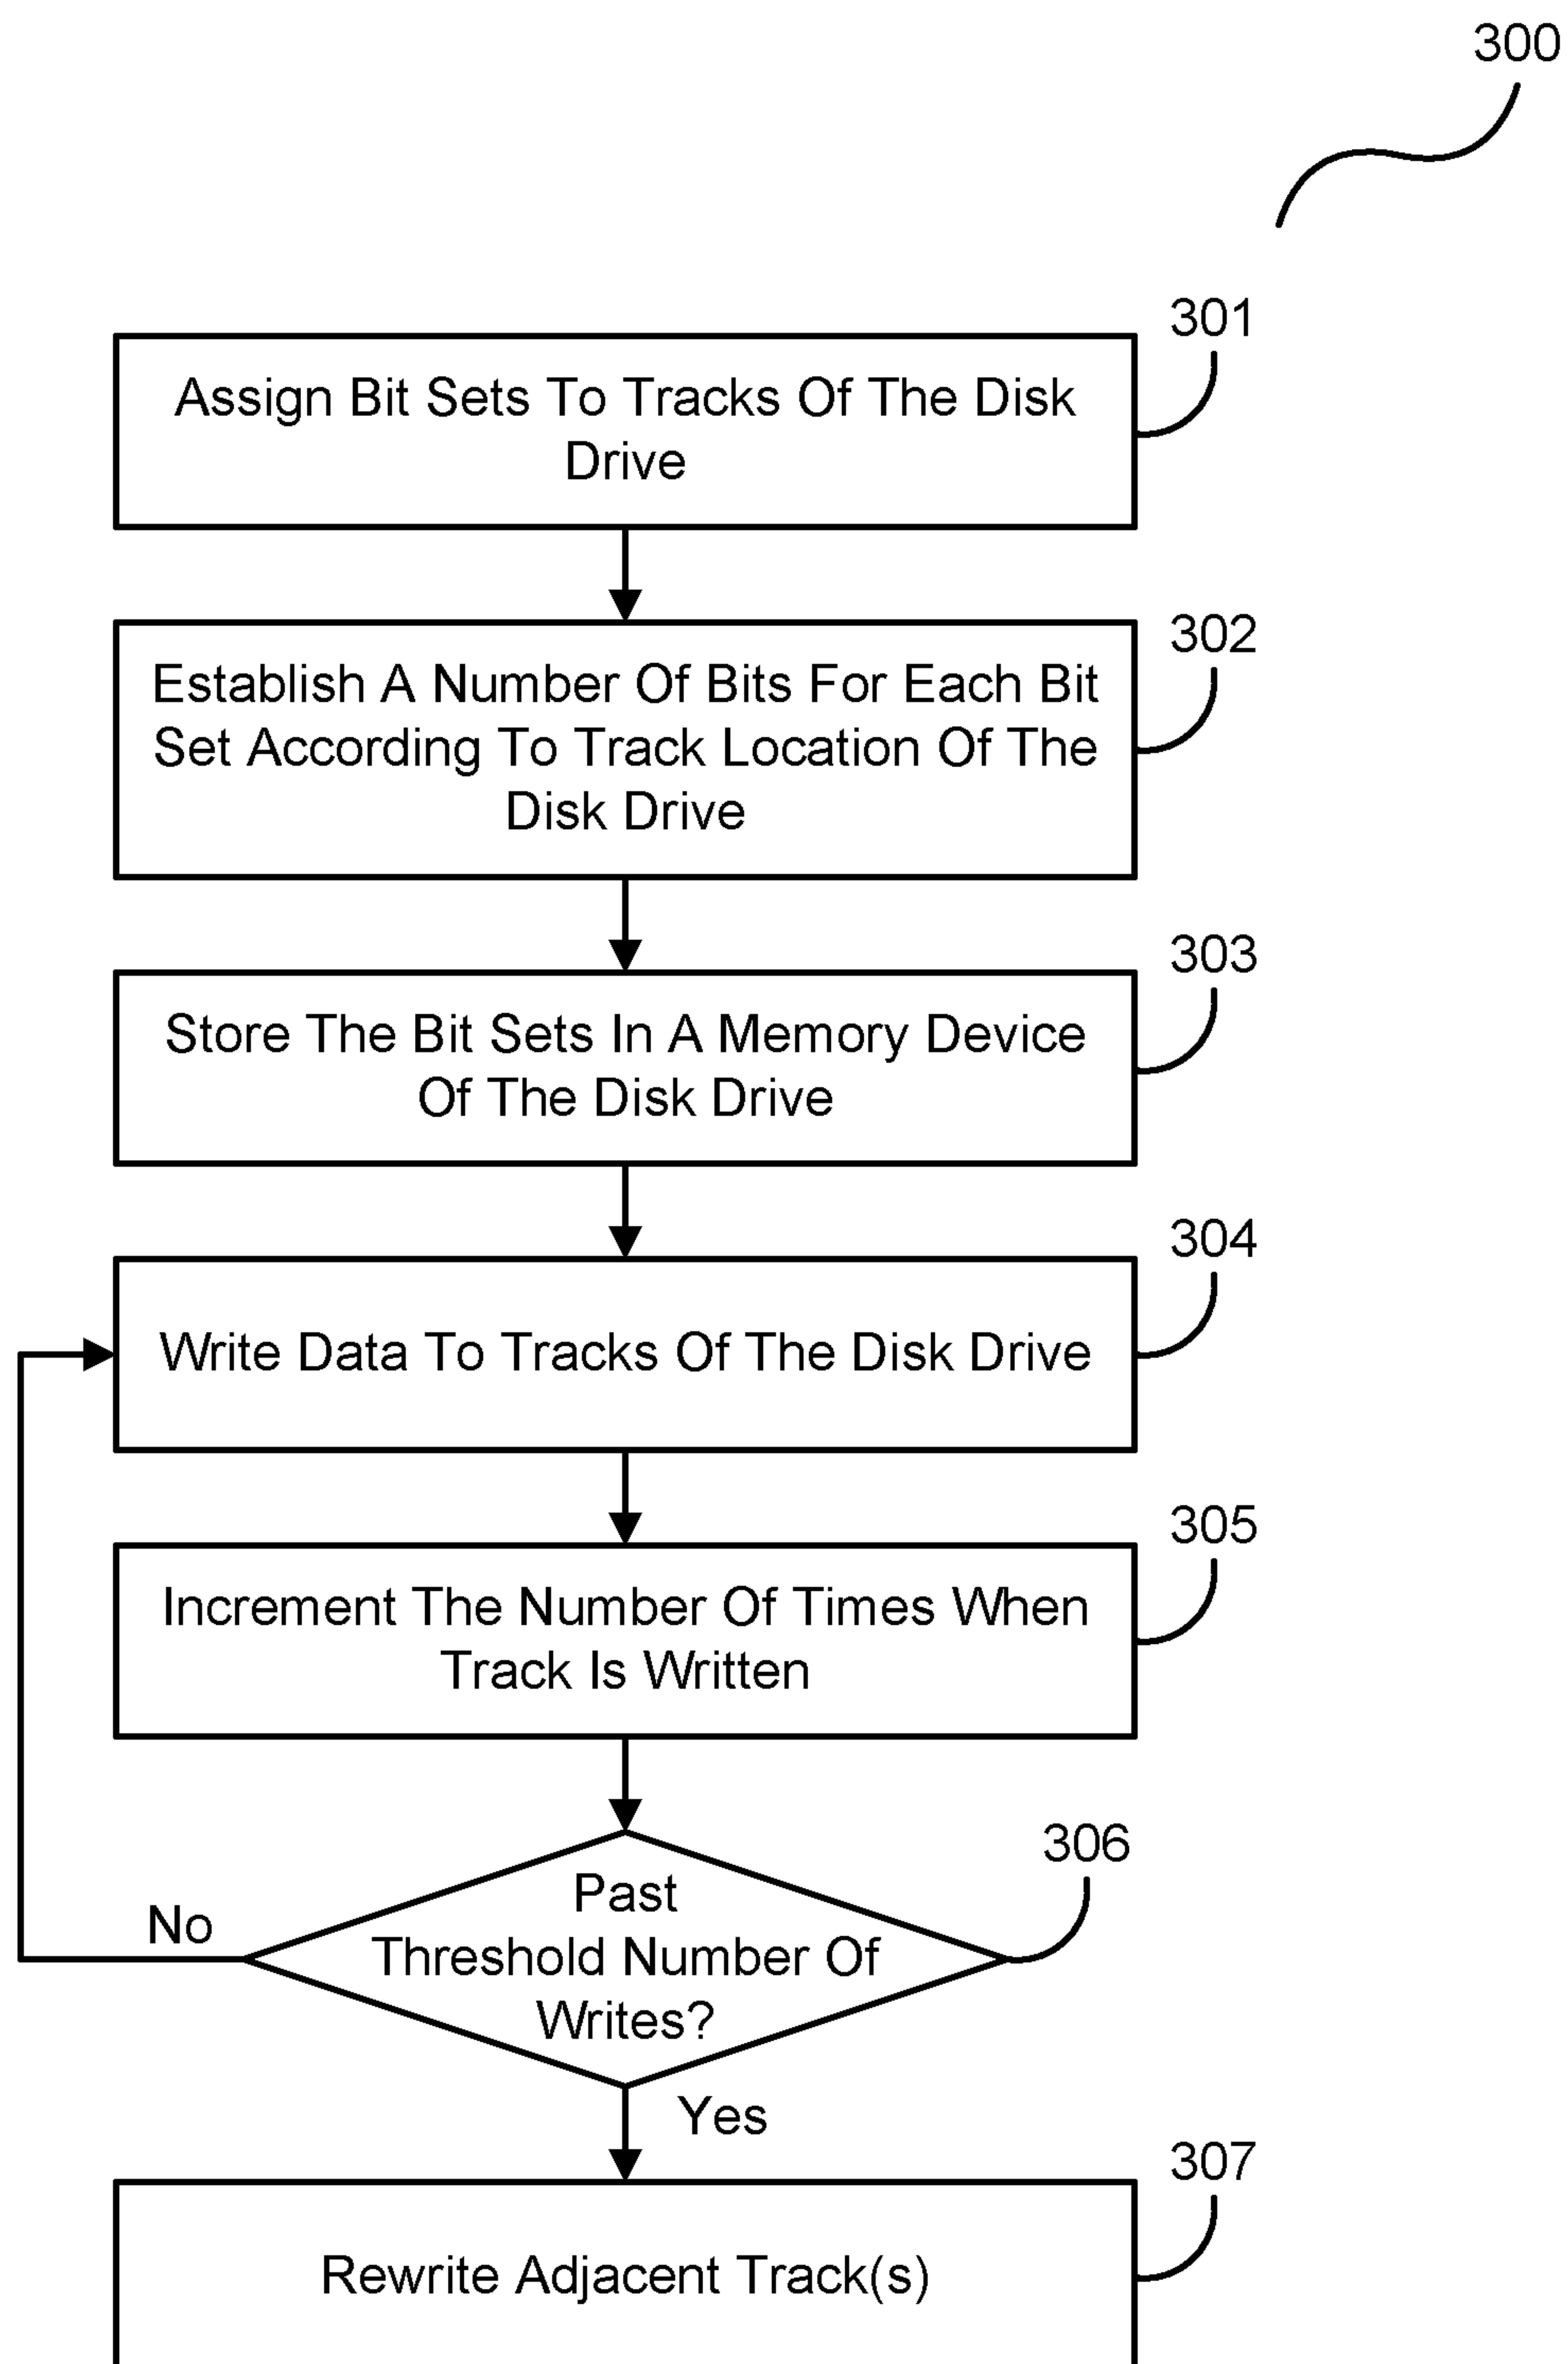 300
301
Assign Bit Sets To Tracks Of The Disk
Drive
302
Establish A Number Of Bits For Each Bit
Set According To Track Location Of The
Disk Drive
303
Store The Bit Sets In A Memory Device
Of The Disk Drive
304
Write Data To Tracks Of The Disk Drive
305
Increment The Number Of Times When
Track Is Written
306
Past
Threshold Number Of
Writes?
No
Yes
307
Rewrite Adjacent Track(s)